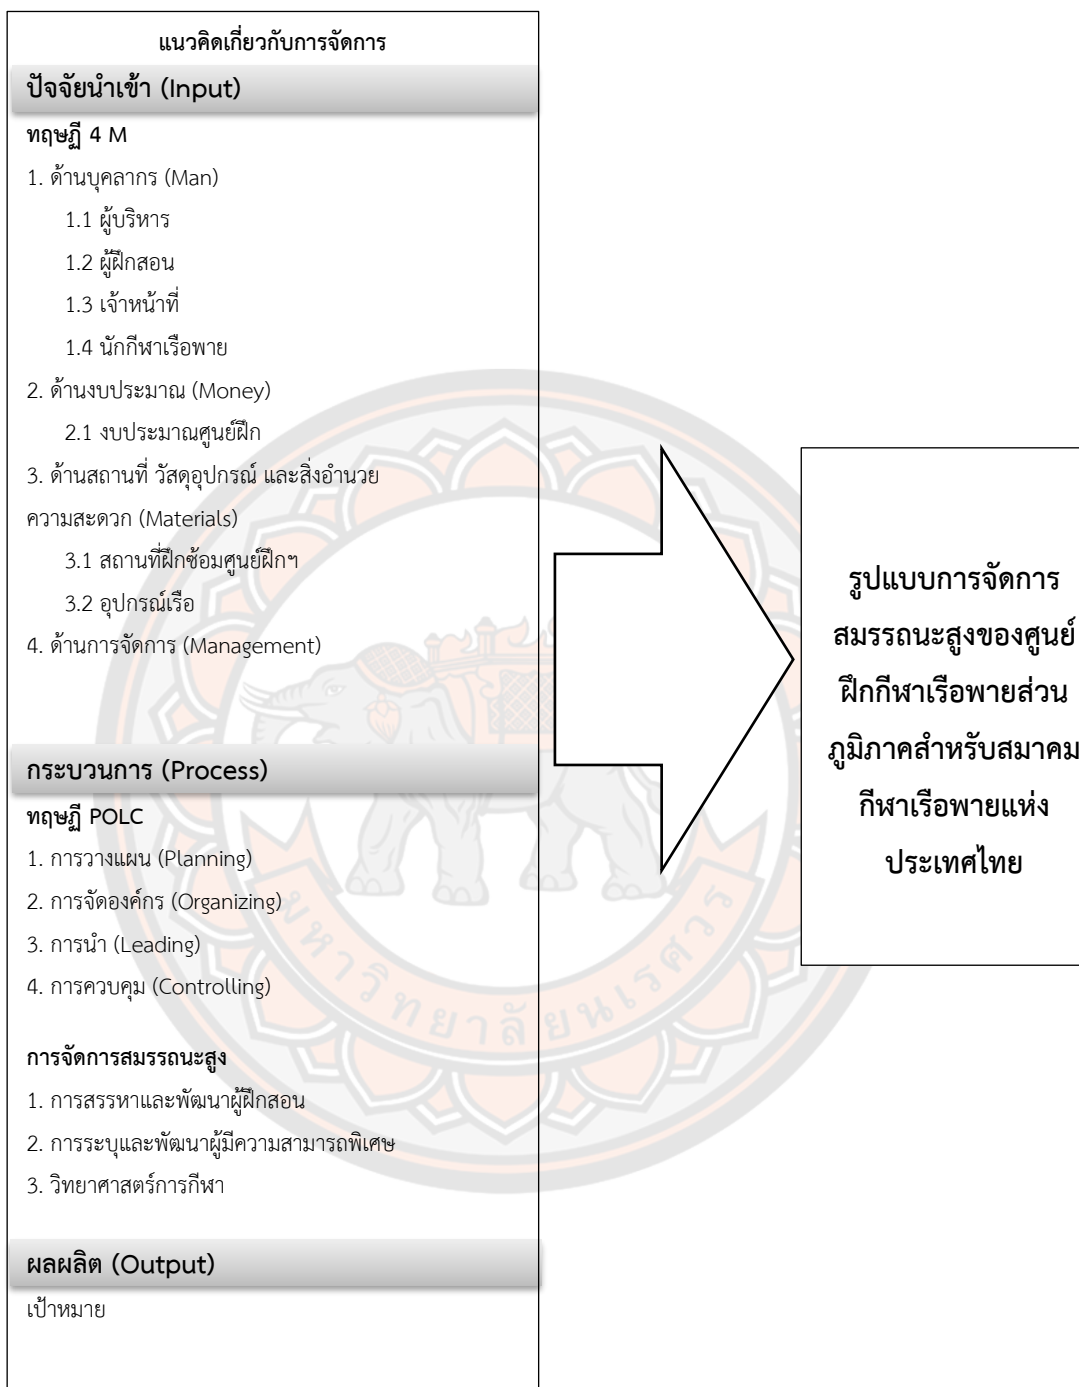 แนวคิดเกี่ยวกับการจัดการ
ปัจจัยนำเข้า (Input)
ทฤษฏี 4 M
1. ด้านบุคลากร (Man)
1.1 ผู้บริหาร
1.2 ผู้ฝึกสอน
1.3 เจ้าหน้าที่
1.4 นักกีฬาเรือพาย
2. ด้านงบประมาณ (Money)
2.1 งบประมาณศูนย์ฝึก
3. ด้านสถานที่ วัสดุอุปกรณ์ และสิ่งอำนวย
ความสะดวก (Materials)
3.1 สถานที่ฝึกซ้อมศูนย์ฝึกฯ
3.2 อุปกรณ์เรือ
4. ด้านการจัดการ (Management)
กระบวนการ (Process)
ทฤษฏี POLC
1. การวางแผน (Planning)
2. การจัดองค์กร (Organizing)
3. การนำ (Leading)
4. การควบคุม (Controlling)
การจัดการสมรรถนะสูง
1. การสรรหาและพัฒนาผู้ฝึกสอน
2. การระบุและพัฒนาผู้มีความสามารถพิเศษ
3. วิทยาศาสตร์การกีฬา
ผลผลิต (Output)
เป้าหมาย
รูปแบบการจัดการ
สมรรถนะสูงของศูนย์
ฝึกกีฬาเรือพายส่วน
ภูมิภาคสำหรับสมาคม
กีฬาเรือพายแห่ง
ประเทศไทย
มหาวิทยาลัยนเรศวร